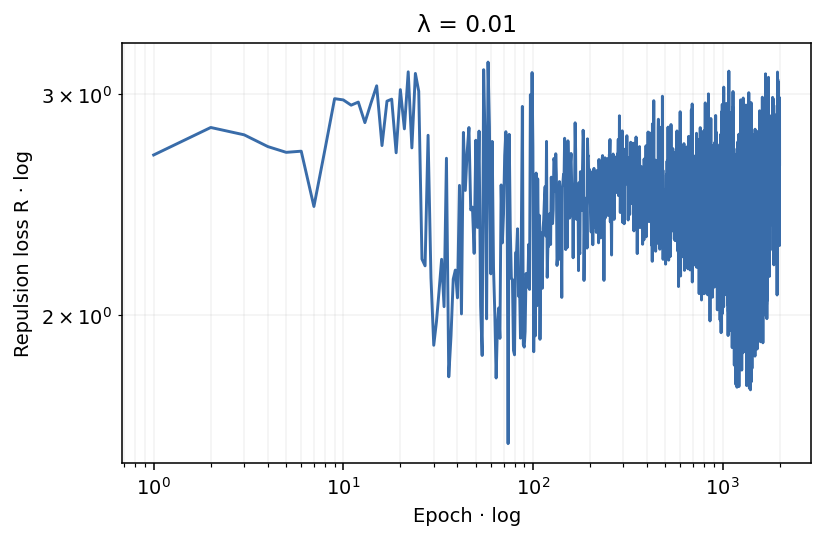 λ = 0.01
Repulsion loss R · log
3 × 10⁰
2 × 10⁰
10⁰ 10¹ 10² 10³
Epoch · log